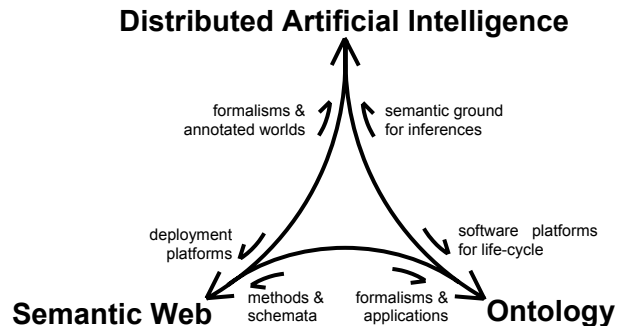 Distributed Artificial Intelligence
formalisms &
annotated worlds
semantic ground
for inferences
deployment
platforms
software platforms
for life-cycle
methods &
schemata
formalisms &
applications
Semantic Web
Ontology